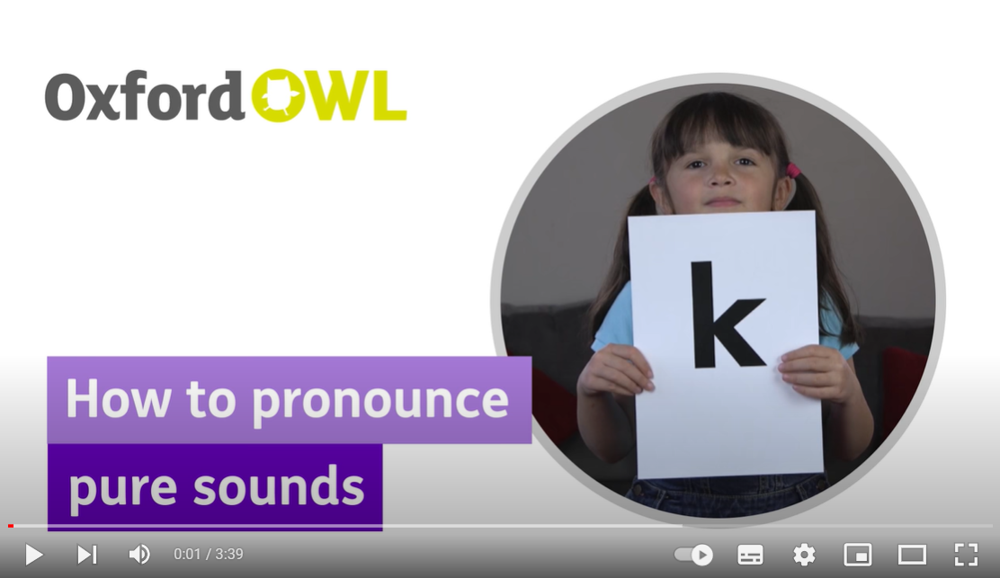 Oxford OWL
k
How to pronounce
pure sounds
0:01 / 3:39